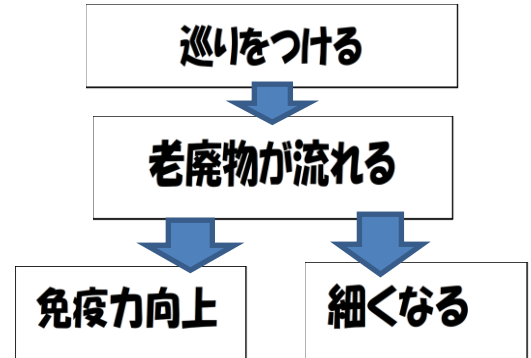 巡りをつける
老廃物が流れる
免疫力向上
細くなる